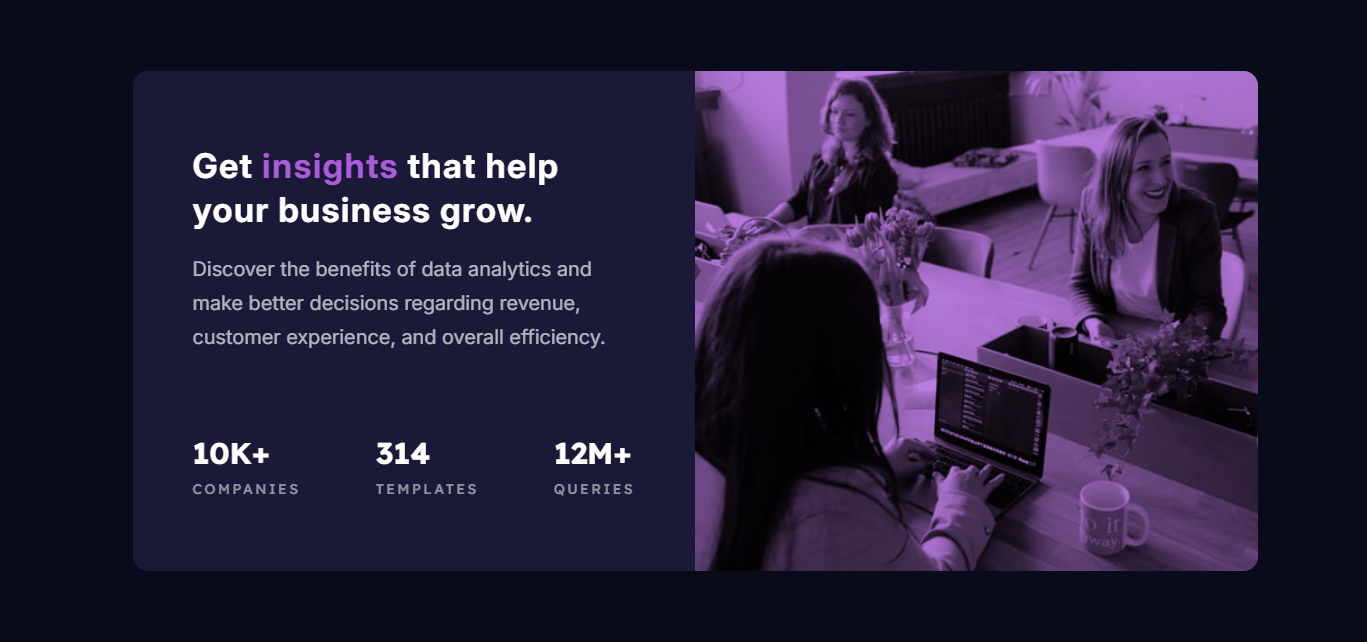 Get insights that help
your business grow.
Discover the benefits of data analytics and
make better decisions regarding revenue,
customer experience, and overall efficiency.
10K+ 314 12M+
COMPANIES TEMPLATES QUERIES